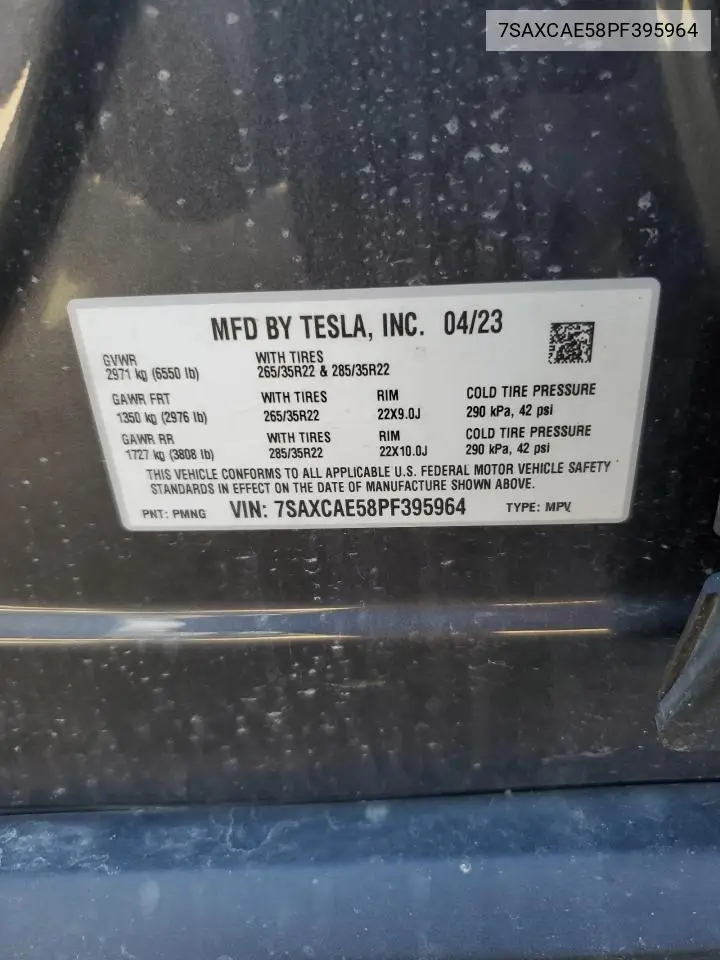 7SAXCAE58PF395964
MFD BY TESLA, INC. 04/23
GVWR WITH TIRES
2971 kg (6550 lb) 265/35R22 & 285/35R22
GAWR FRT WITH TIRES RIM COLD TIRE PRESSURE
1350 kg (2976 lb) 265/35R22 22X9.0J 290 kPa, 42 psi
GAWR RR WITH TIRES RIM COLD TIRE PRESSURE
1727 kg (3808 lb) 285/35R22 22X10.0J 290 kPa, 42 psi
THIS VEHICLE CONFORMS TO ALL APPLICABLE U.S. FEDERAL MOTOR VEHICLE SAFETY
STANDARDS IN EFFECT ON THE DATE OF MANUFACTURE SHOWN ABOVE.
PNT: PMNG VIN: 7SAXCAE58PF395964 TYPE: MPV